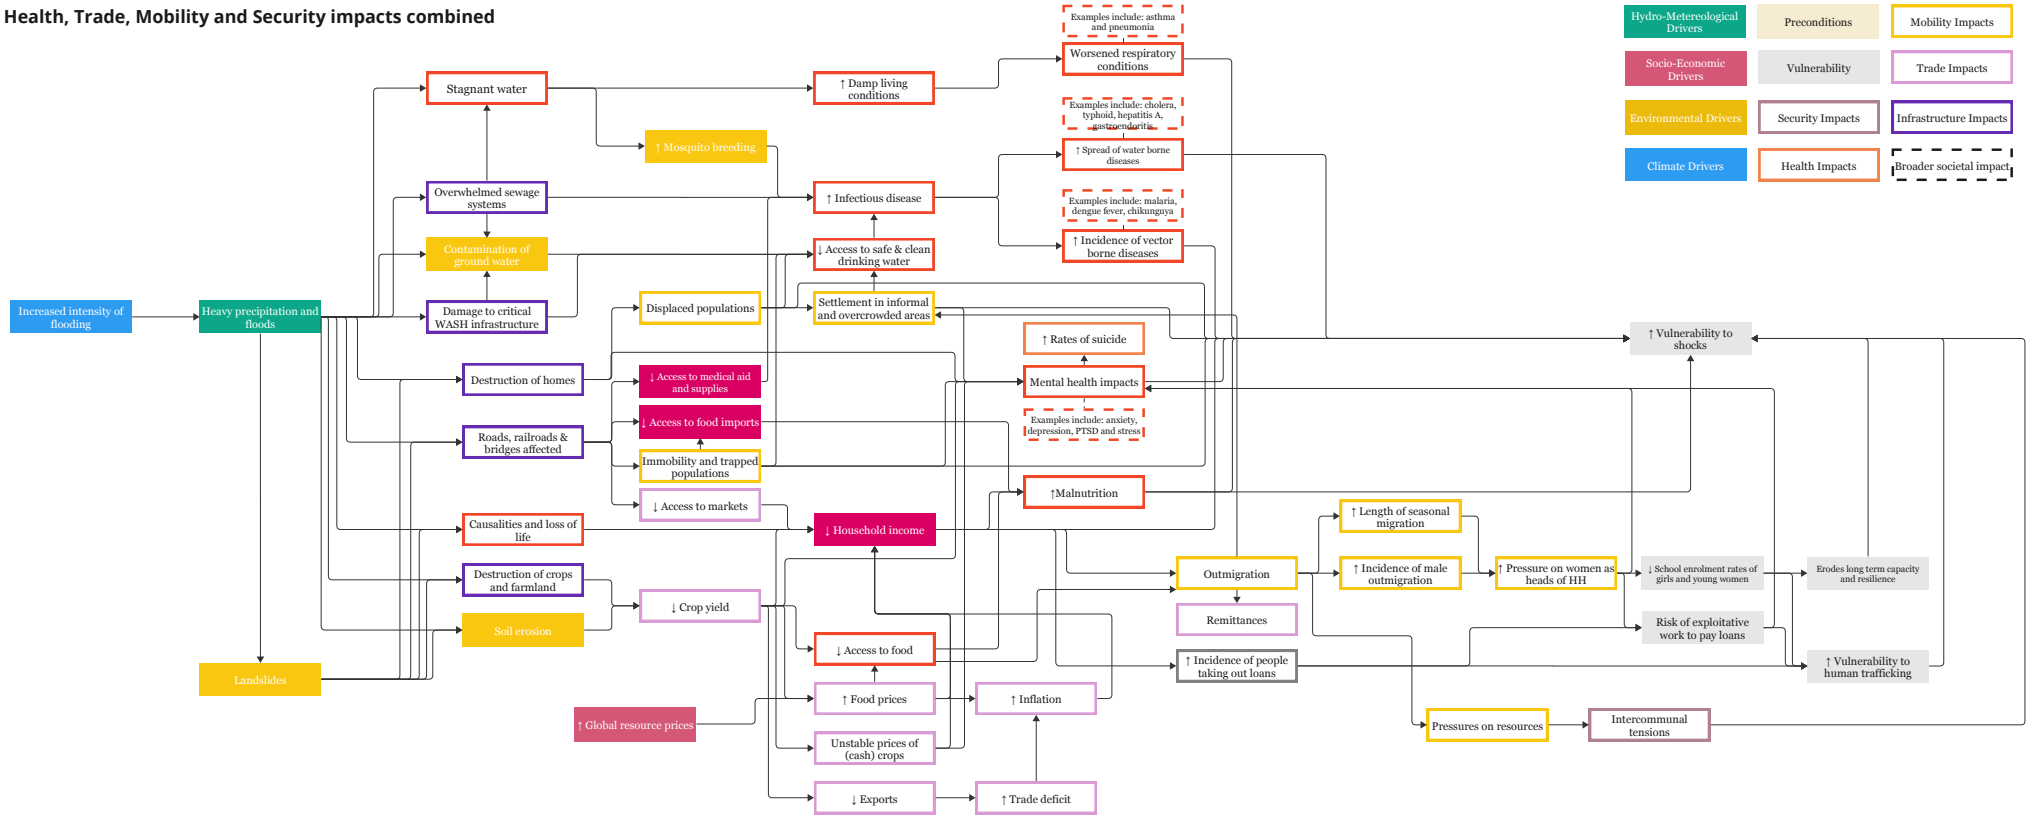 Health, Trade, Mobility and Security impacts combined
Hydro-Metereological
Drivers
Preconditions
Mobility Impacts
Socio-Economic
Drivers
Vulnerability
Trade Impacts
Environmental Drivers
Security Impacts
Infrastructure Impacts
Climate Drivers
Health Impacts
Broader societal impact
Examples include: asthma
and pneumonia
Worsened respiratory
conditions
Stagnant water
↑ Damp living
conditions
Examples include: cholera,
typhoid, hepatitis A,
gastroendoritis
↑ Mosquito breeding
↑ Spread of water borne
diseases
Overwhelmed sewage
systems
↑ Infectious disease
Examples include: malaria,
dengue fever, chikunguya
Contamination of
ground water
↓ Access to safe & clean
drinking water
↑ Incidence of vector
borne diseases
Increased intensity of
flooding
Heavy precipitation and
floods
Damage to critical
WASH infrastructure
Displaced populations
Settlement in informal
and overcrowded areas
↑ Rates of suicide
↑ Vulnerability to
shocks
Destruction of homes
↓ Access to medical aid
and supplies
Mental health impacts
↓ Access to food imports
Examples include: anxiety,
depression, PTSD and stress
Roads, railroads &
bridges affected
Immobility and trapped
populations
↓ Access to markets
↑Malnutrition
Causalities and loss of
life
↓ Household income
↑ Length of seasonal
migration
Destruction of crops
and farmland
Outmigration
↑ Incidence of male
outmigration
↑ Pressure on women as
heads of HH
↓ School enrolment rates of
girls and young women
Erodes long term capacity
and resilience
↓ Crop yield
Remittances
Soil erosion
Risk of exploitative
work to pay loans
↓ Access to food
↑ Incidence of people
taking out loans
↑ Vulnerability to
human trafficking
Landslides
↑ Food prices
↑ Inflation
↑ Global resource prices
Pressures on resources
Intercommunal
tensions
Unstable prices of
(cash) crops
↓ Exports
↑ Trade deficit